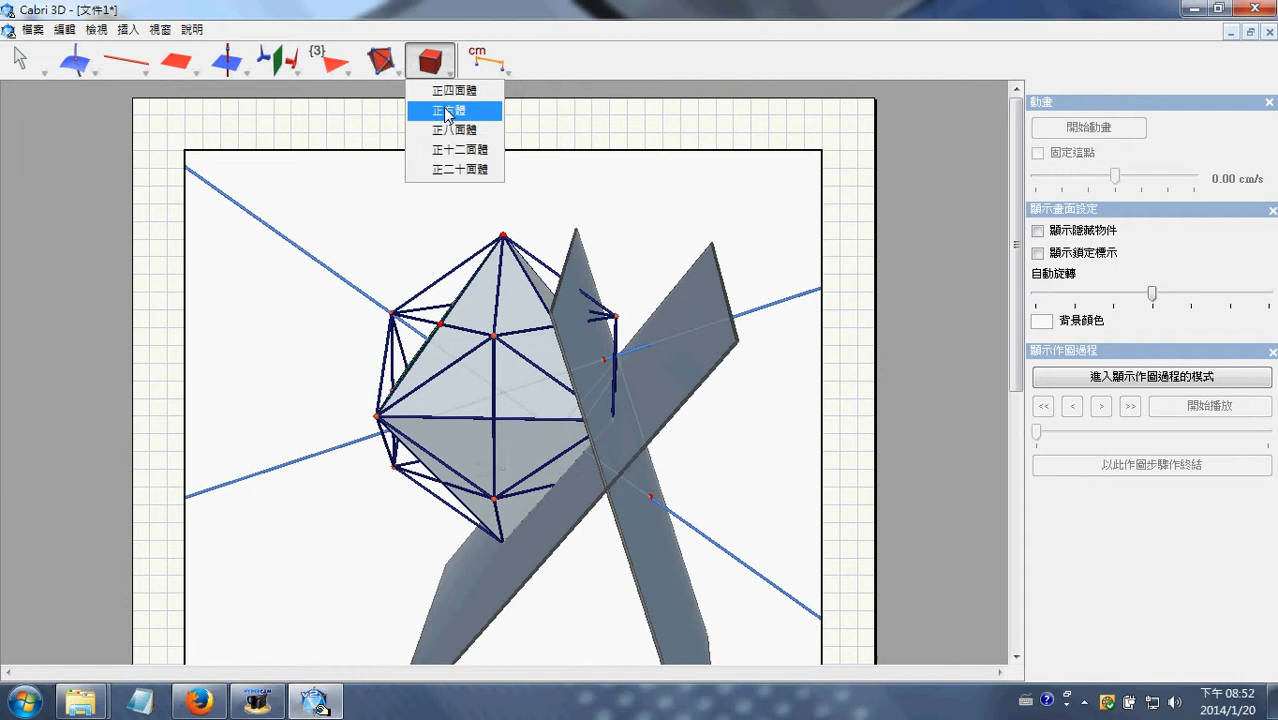 Cabri 3D - [文件1*]
檔案 編輯 檢視 插入 視窗 說明
{3}
cm
正四面體
正方體
正八面體
正十二面體
正二十面體
動畫
開始動畫
固定這點
0.00 cm/s
顯示畫面設定
顯示隱藏物件
顯示鎖定標示
自動旋轉
背景顏色
顯示作圖過程
進入顯示作圖過程的模式
<< < > >> 開始播放
以此作圖步驟作終結
HYPERCAM
下午 08:52
2014/1/20